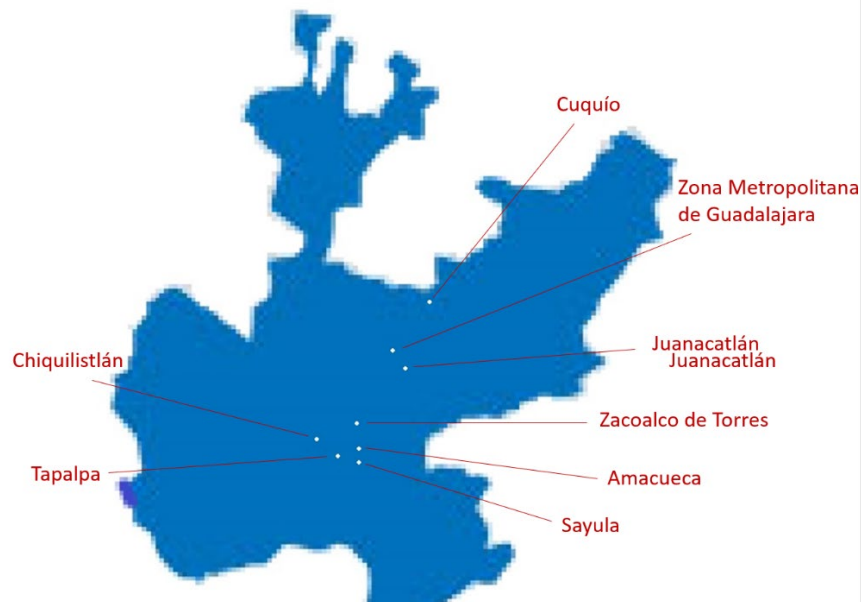 Cuquío
Zona Metropolitana
de Guadalajara
Juanacatlán
Juanacatlán
Chiquilistlán
Zacoalco de Torres
Tapalpa
Amacueca
Sayula